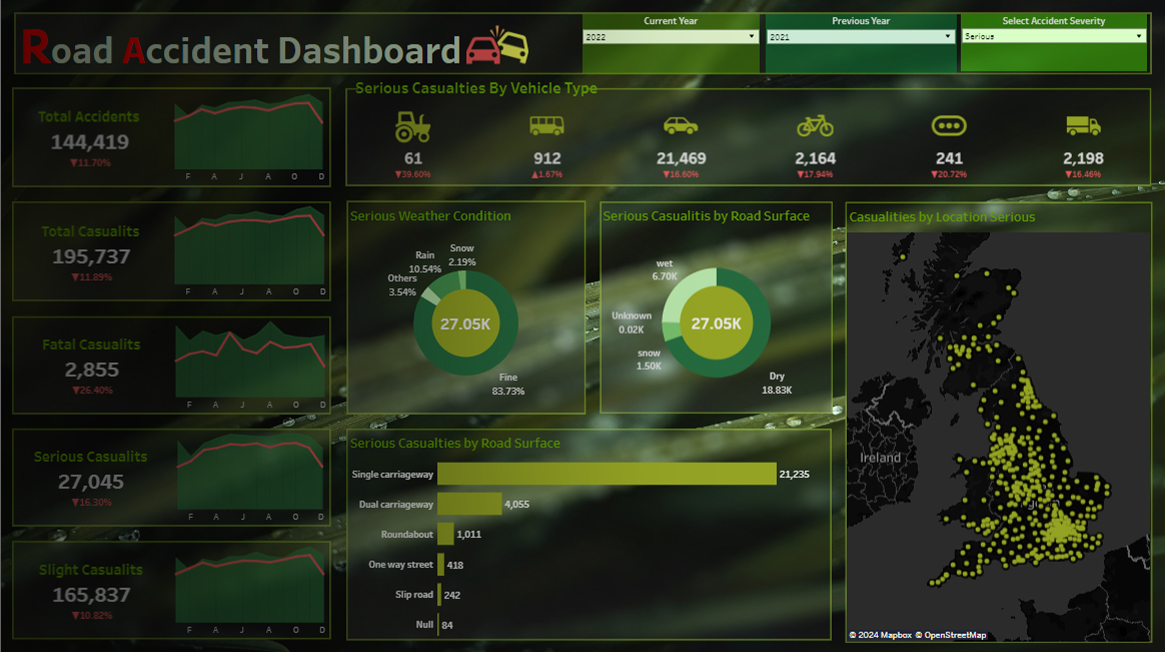 Road Accident Dashboard
Current Year
2022
Previous Year
2021
Select Accident Severity
Serious
Total Accidents
144,419
▼11.70%
F A J A O D
Total Casualits
195,737
▼11.89%
F A J A O D
Fatal Casualits
2,855
▼26.40%
F A J A O D
Serious Casualties
27,045
▼16.30%
F A J A O D
Slight Casualits
165,837
▼10.82%
F A J A O D
Serious Casualties By Vehicle Type
61 912 21,469 2,164 241 2,198
▼39.60% ▲1.67% ▼16.60% ▼17.94% ▼20.72% ▼16.46%
Serious Weather Condition
Snow
2.19%
Rain
10.54%
Others
3.54%
27.05K
Fine
83.73%
Serious Casualitis by Road Surface
wet
6.70K
Unknown
0.02K
27.05K
snow
1.50K
Dry
18.83K
Serious Casualties by Road Surface
Single carriageway 21,235
Dual carriageway 4,055
Roundabout 1,011
One way street 418
Slip road 242
Null 84
Casualities by Location Serious
Ireland
© 2024 Mapbox © OpenStreetMap